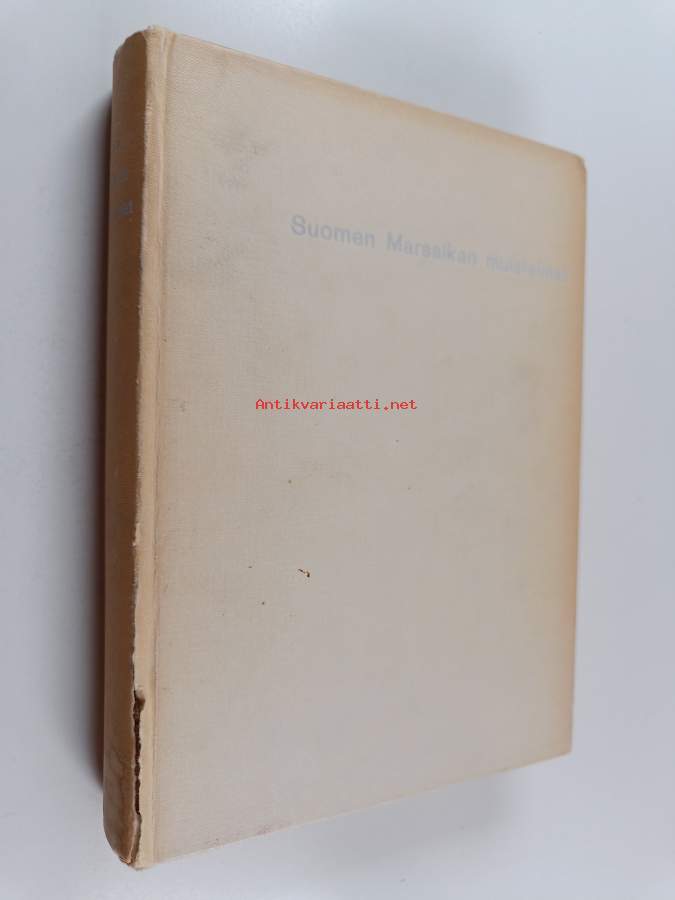 Suomen Marsalkan muistelmat
Antikvariaatti.net